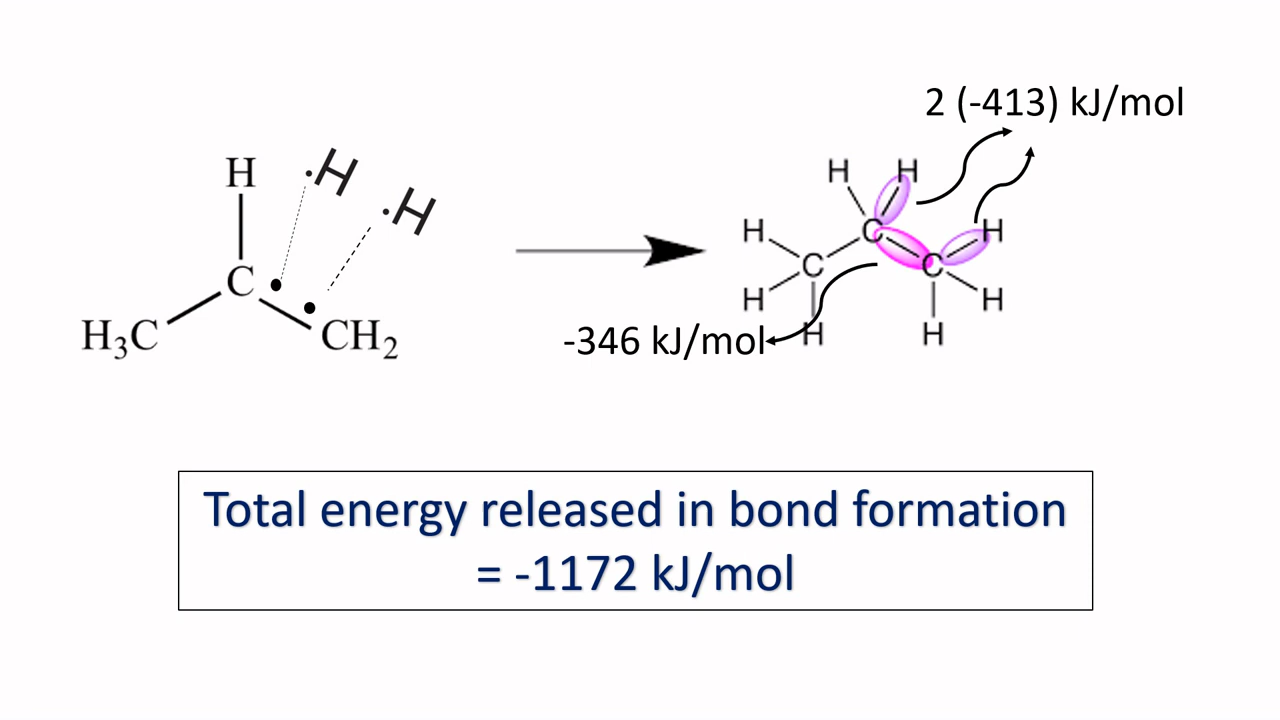 2 (-413) kJ/mol
H ·H ·H
C
H₃C CH₂
H H
H C H
H C C H
H H
-346 kJ/mol
Total energy released in bond formation
= -1172 kJ/mol